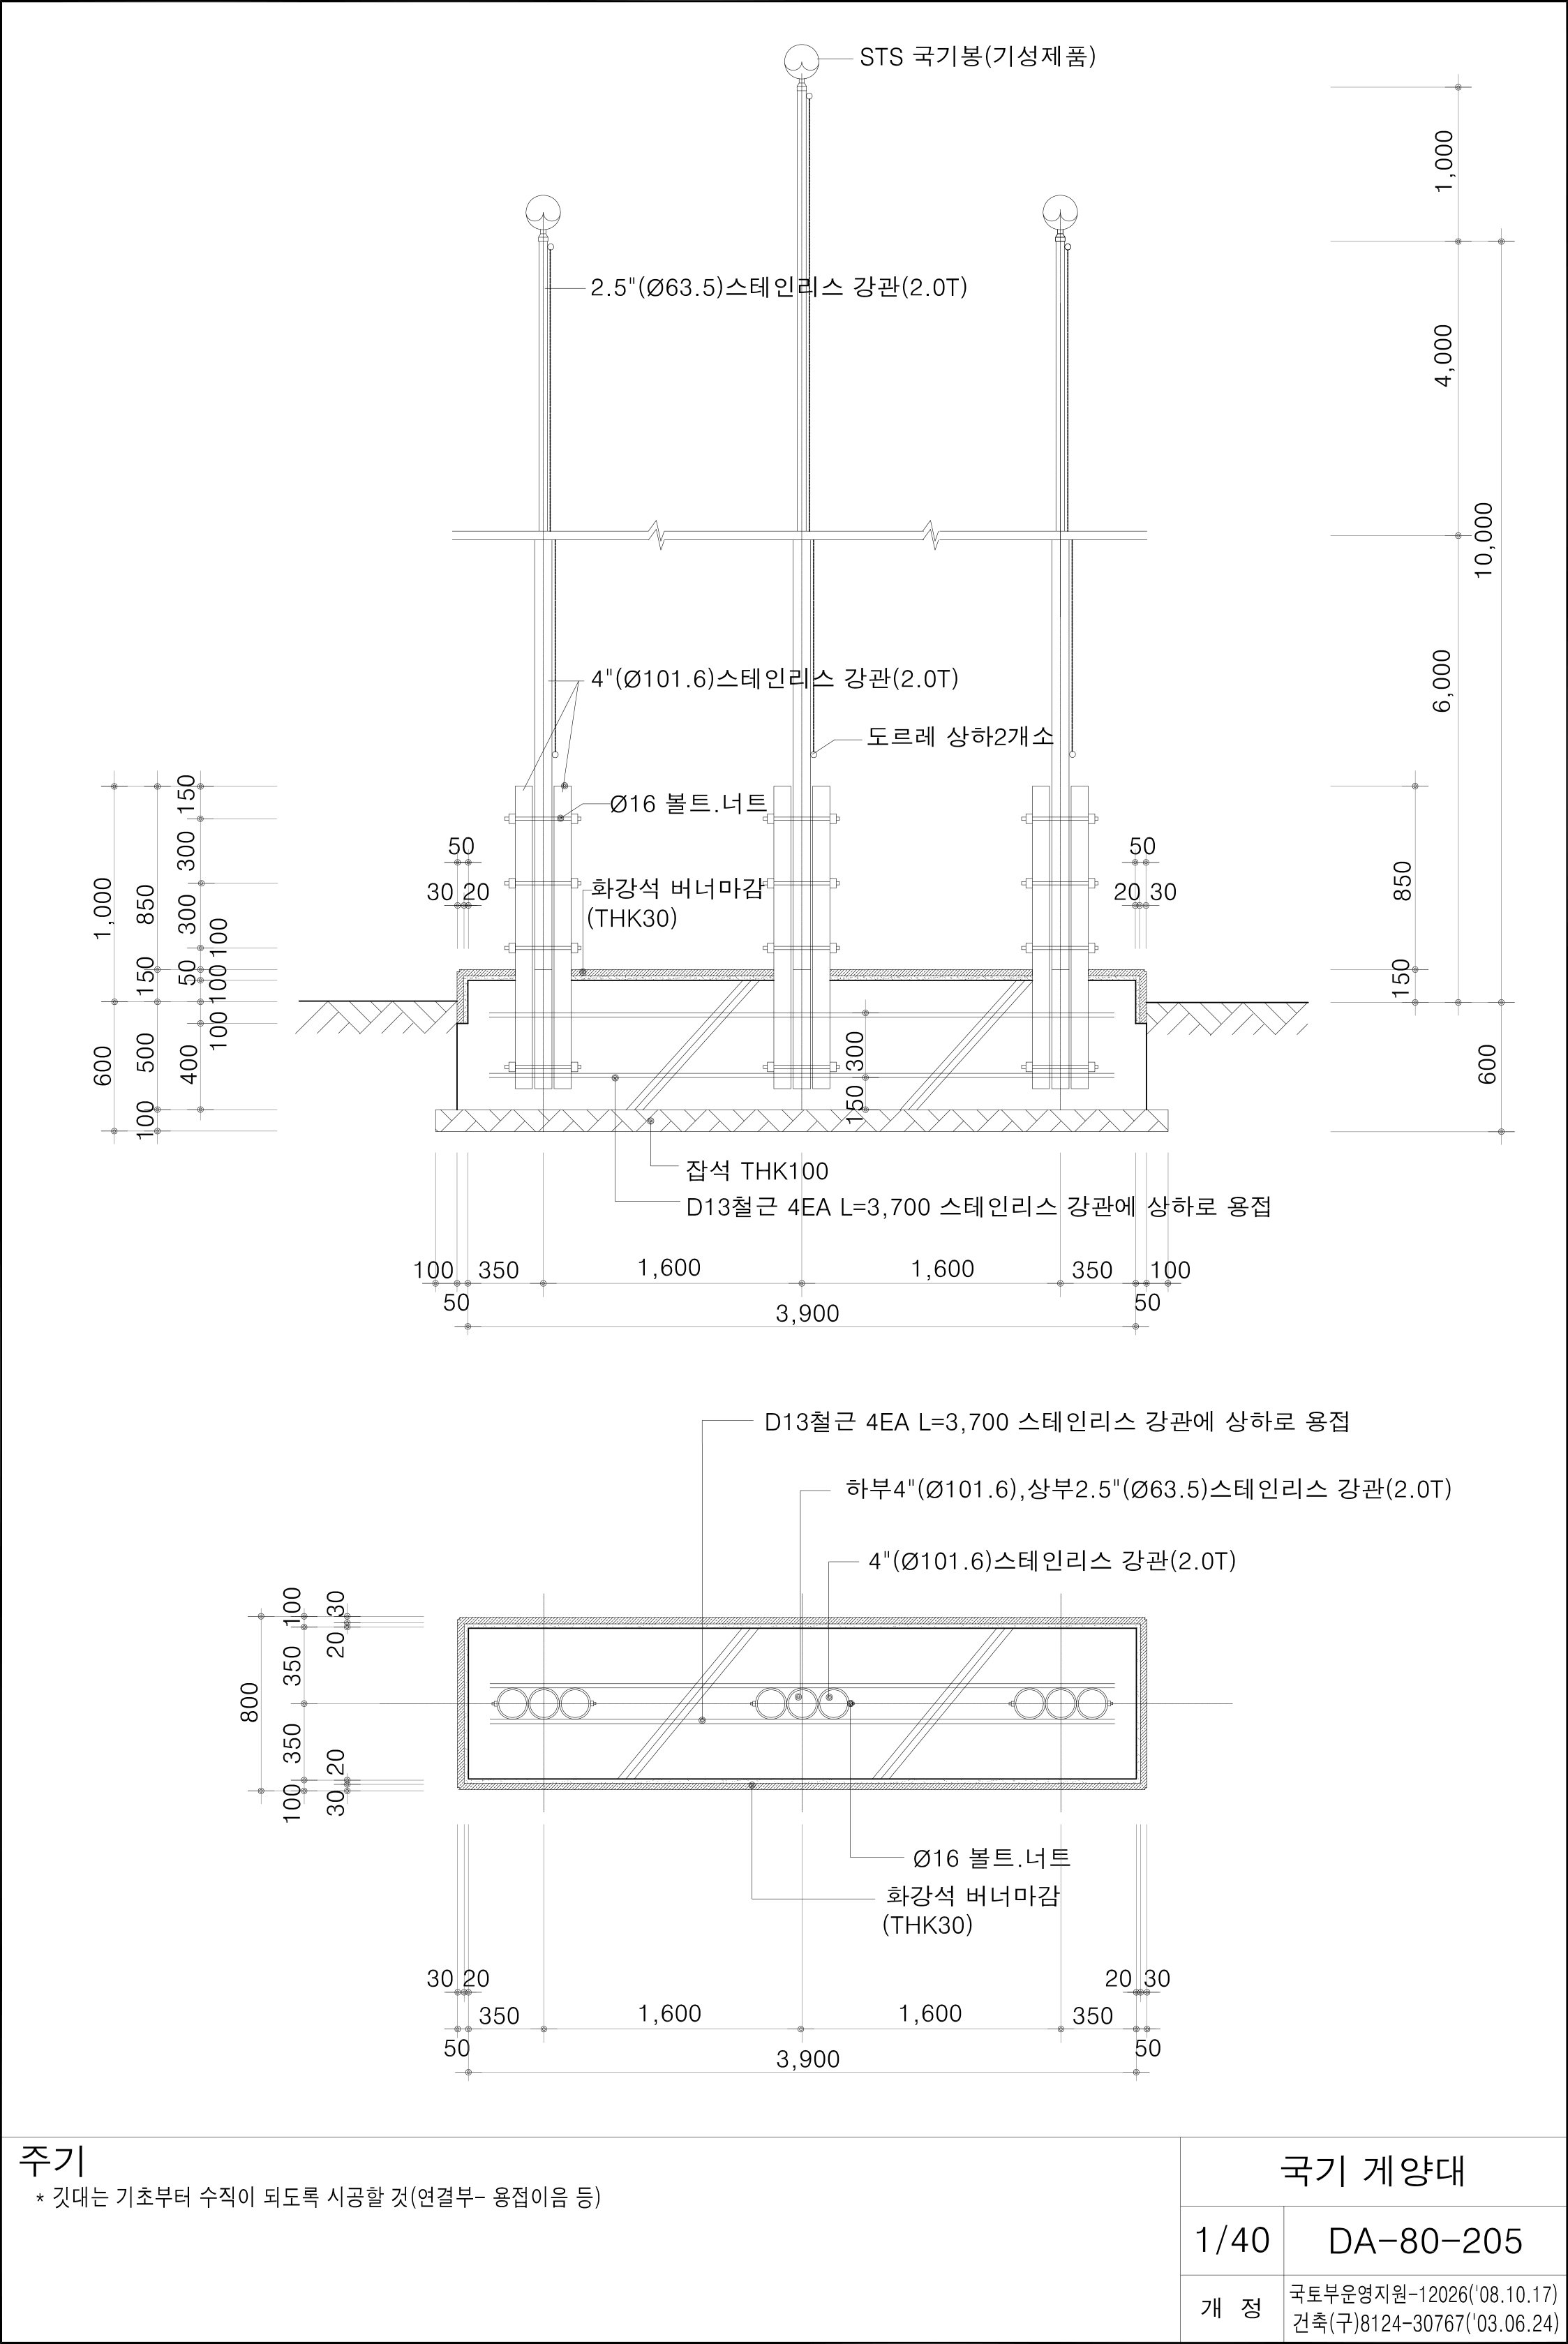 STS 국기봉(기성제품)
1,000
2.5"(Ø63.5)스테인리스 강관(2.0T)
4,000
10,000
6,000
4"(Ø101.6)스테인리스 강관(2.0T)
도르레 상하2개소
Ø16 볼트.너트
150
300
300
50
100
100
100
400
850
150
500
100
1,000
600
50
30 20
화강석 버너마감
(THK30)
50
20 30
850
150
600
300
150
잡석 THK100
D13철근 4EA L=3,700 스테인리스 강관에 상하로 용접
100 350 1,600 1,600 350 100
50 50
3,900
D13철근 4EA L=3,700 스테인리스 강관에 상하로 용접
하부4"(Ø101.6),상부2.5"(Ø63.5)스테인리스 강관(2.0T)
4"(Ø101.6)스테인리스 강관(2.0T)
100
350
350
100
800
30
20
20
30
Ø16 볼트.너트
화강석 버너마감
(THK30)
30 20 20 30
350 1,600 1,600 350
50 50
3,900
주기
* 깃대는 기초부터 수직이 되도록 시공할 것(연결부- 용접이음 등)
국기 게양대
1/40 DA-80-205
개 정 국토부운영지원-12026('08.10.17)
건축(구)8124-30767('03.06.24)